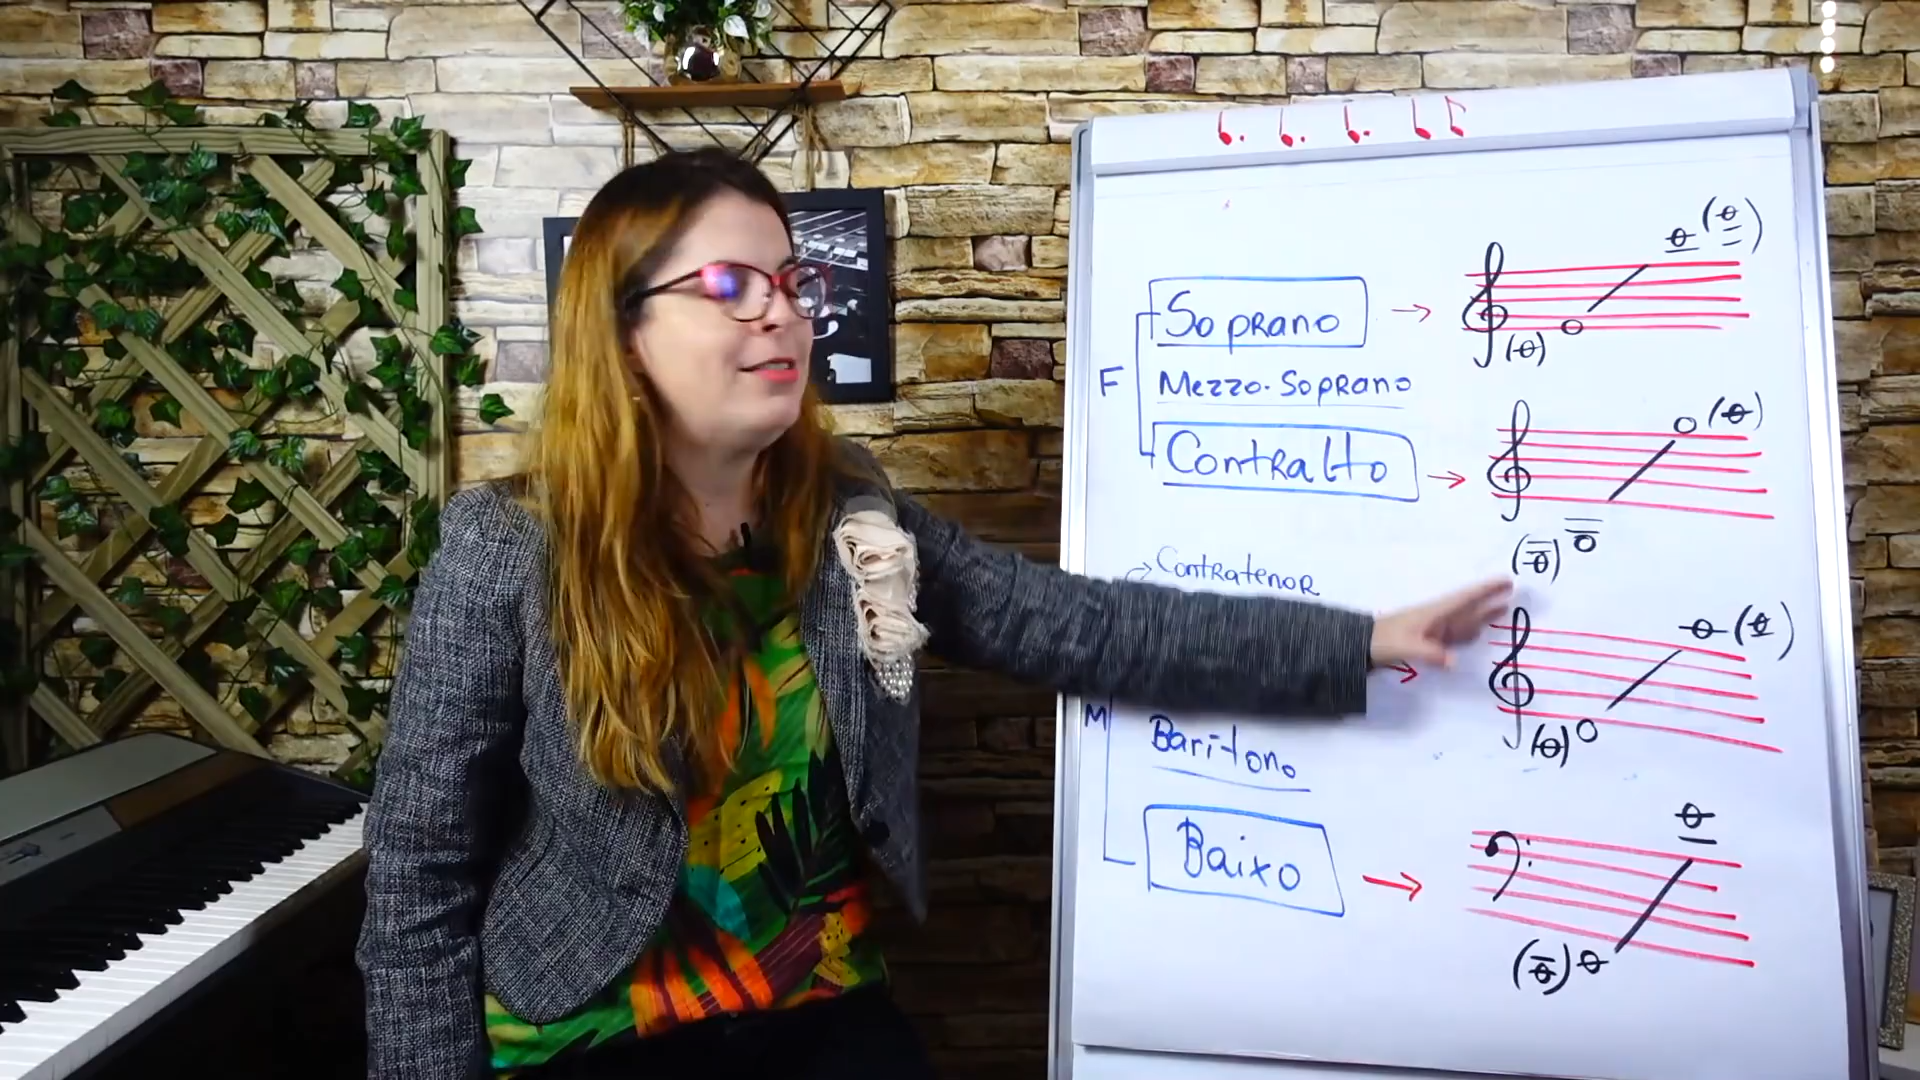 Soprano
F
Mezzo-Soprano
Contralto
Contratenor
M
Barítono
Baixo